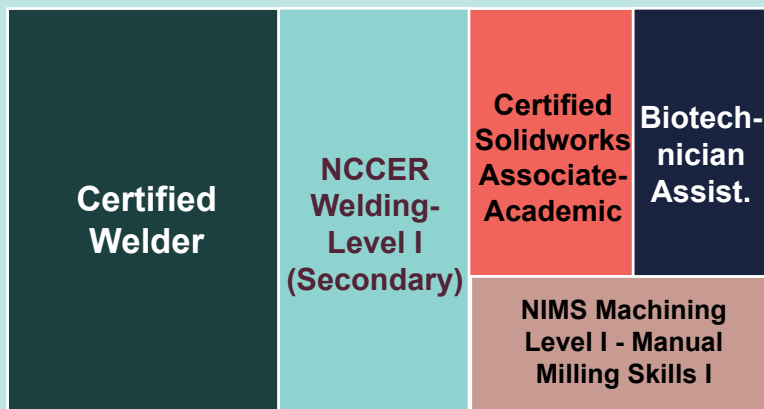 Certified
Welder
NCCER
Welding-
Level I
(Secondary)
Certified
Solidworks
Associate-
Academic
Biotech-
nician
Assist.
NIMS Machining
Level I - Manual
Milling Skills I